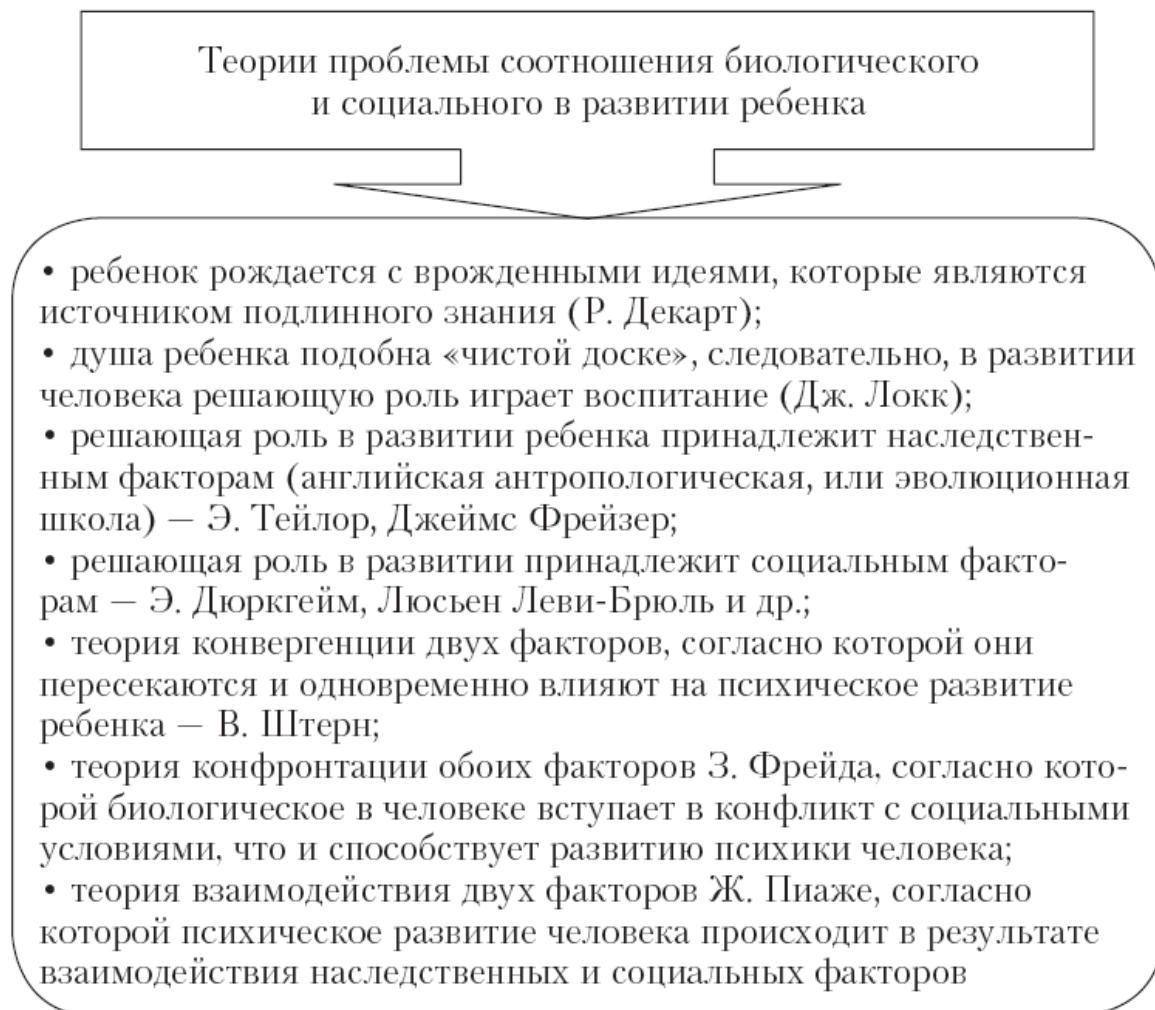 Теории проблемы соотношения биологического
и социального в развитии ребенка
• ребенок рождается с врожденными идеями, которые являются
источником подлинного знания (Р. Декарт);
• душа ребенка подобна «чистой доске», следовательно, в развитии
человека решающую роль играет воспитание (Дж. Локк);
• решающая роль в развитии ребенка принадлежит наследствен-
ным факторам (английская антропологическая, или эволюционная
школа) — Э. Тейлор, Джеймс Фрейзер;
• решающая роль в развитии принадлежит социальным факто-
рам — Э. Дюркгейм, Люсьен Леви-Брюль и др.;
• теория конвергенции двух факторов, согласно которой они
пересекаются и одновременно влияют на психическое развитие
ребенка — В. Штерн;
• теория конфронтации обоих факторов З. Фрейда, согласно кото-
рой биологическое в человеке вступает в конфликт с социальными
условиями, что и способствует развитию психики человека;
• теория взаимодействия двух факторов Ж. Пиаже, согласно
которой психическое развитие человека происходит в результате
взаимодействия наследственных и социальных факторов